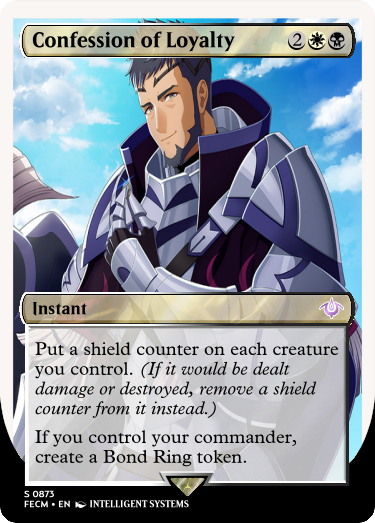 Confession of Loyalty 2
Instant
Put a shield counter on each creature
you control. (If it would be dealt
damage or destroyed, remove a shield
counter from it instead.)
If you control your commander,
create a Bond Ring token.
S 0873
FECM • EN INTELLIGENT SYSTEMS